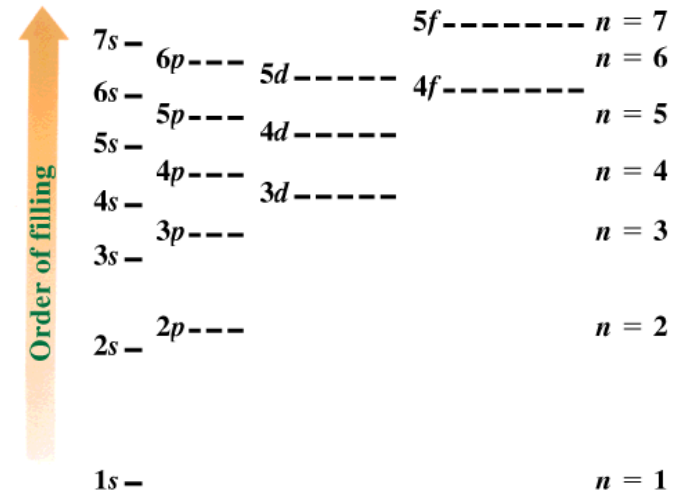 5f n = 7
7s
6p n = 6
5d
6s 4f
5p n = 5
4d
5s
4p n = 4
3d
4s
3p n = 3
3s
2p n = 2
2s
1s n = 1
Order of filling